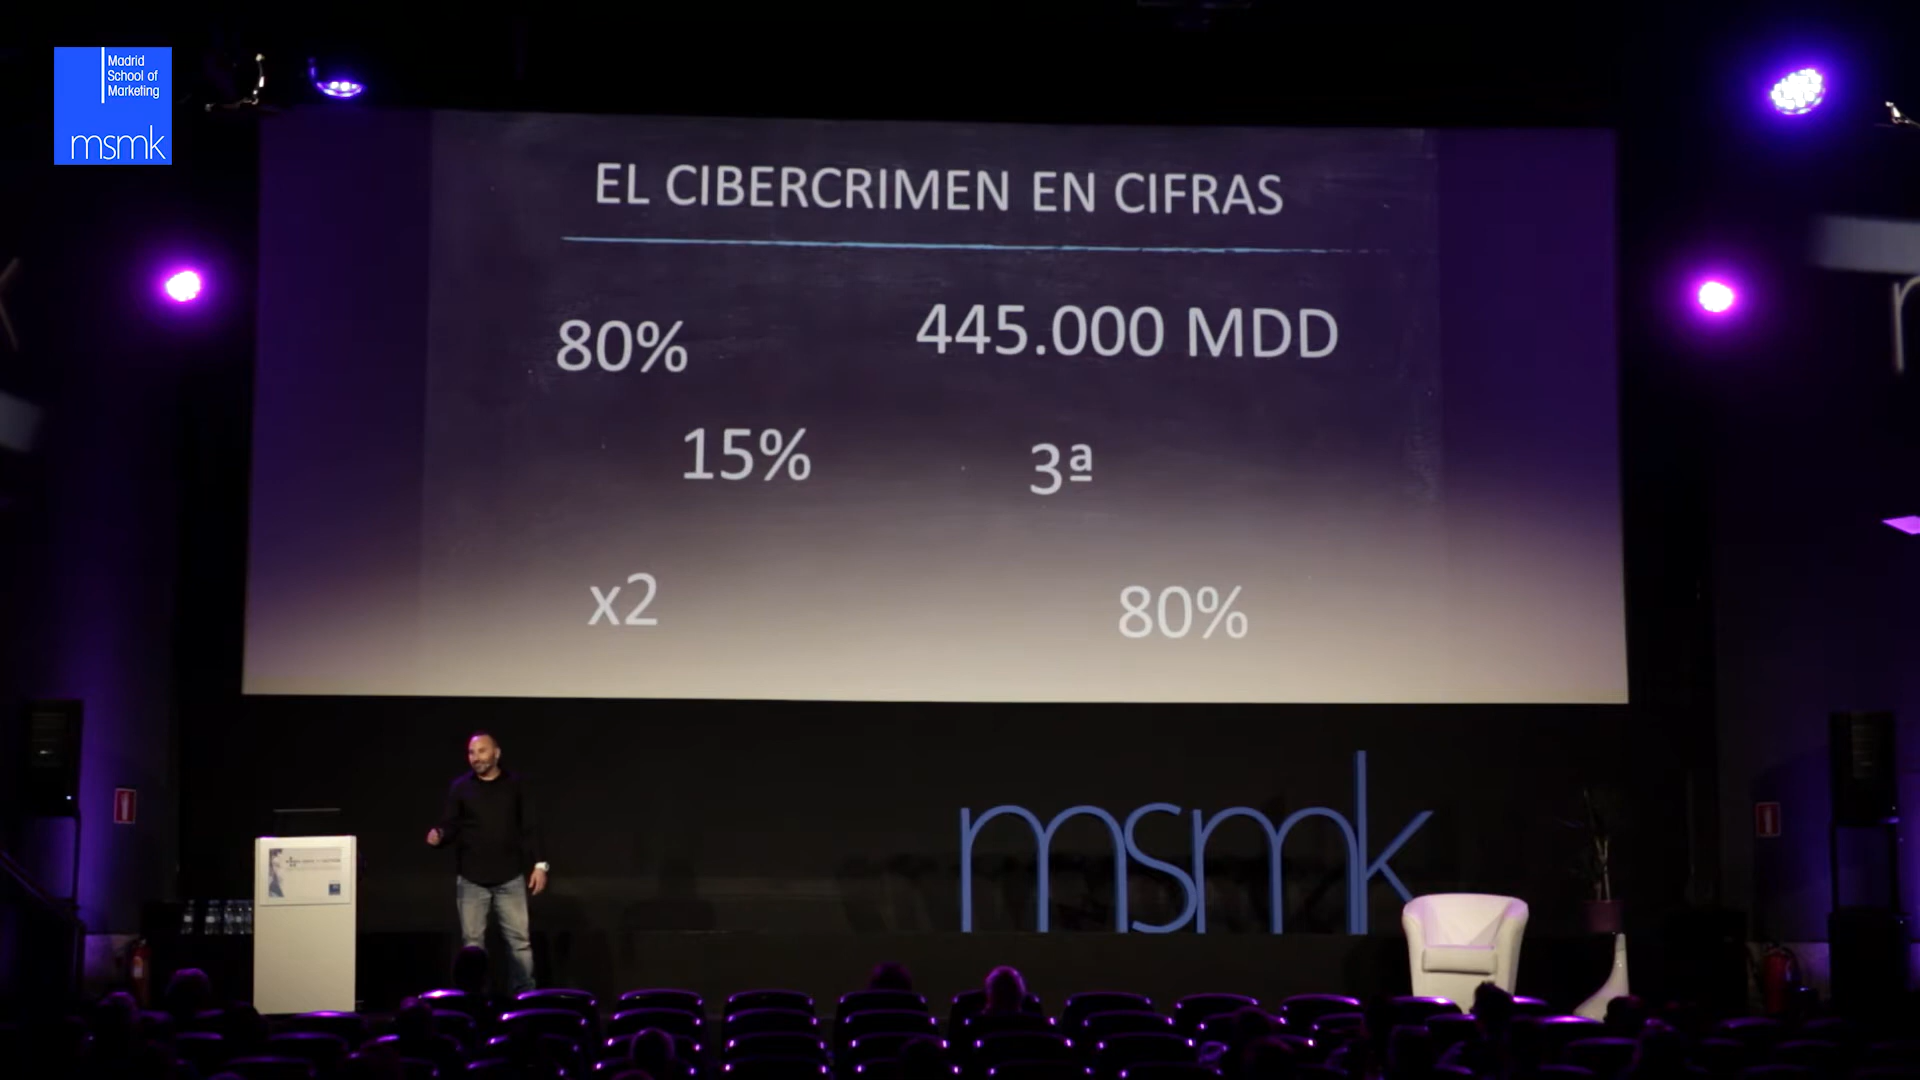 Madrid
School of
Marketing
msmk
EL CIBERCRIMEN EN CIFRAS
80%
445.000 MDD
15%
3ª
x2
80%
msmk